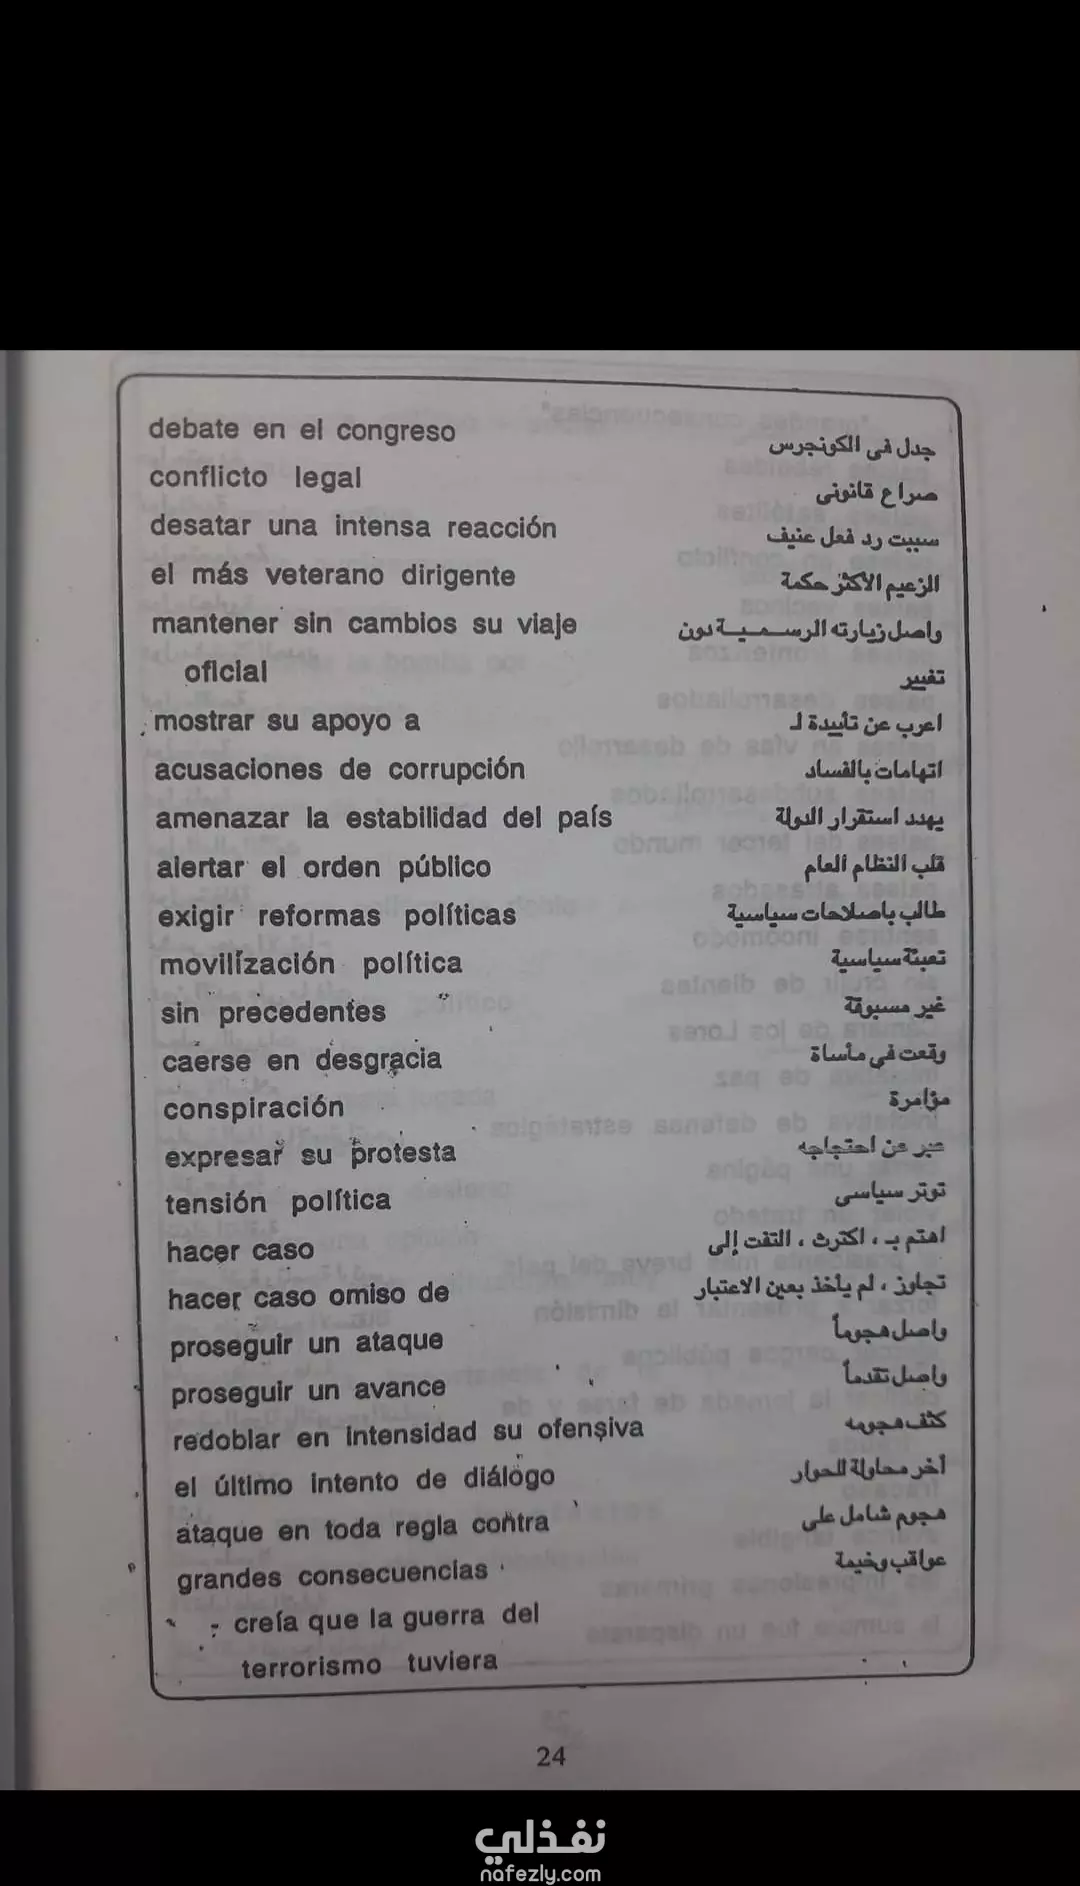 debate en el congreso جدل فى الكونجرس
conflicto legal صراع قانونى
desatar una intensa reacción سببت رد فعل عنيف
el más veterano dirigente الزعيم الأكثر حكمة
mantener sin cambios su viaje واصل زيارته الرسمية دون
oficial تغيير
mostrar su apoyo a اعرب عن تأييدة لـ
acusaciones de corrupción اتهامات بالفساد
amenazar la estabilidad del país يهدد استقرار الدولة
alertar el orden público قلب النظام العام
exigir reformas políticas طالب باصلاحات سياسية
movilización política تعبئة سياسية
sin precedentes غير مسبوقة
caerse en desgracia وقعت فى مأساة
conspiración مؤامرة
expresar su protesta عبر عن احتجاجه
tensión política توتر سياسى
hacer caso اهتم بـ ، اكترث ، التفت إلى
hacer caso omiso de تجاوز ، لم يأخذ بعين الاعتبار
proseguir un ataque واصل هجوماً
proseguir un avance واصل تقدماً
redoblar en intensidad su ofensiva كثف هجومه
el último intento de diálogo آخر محاولة للحوار
ataque en toda regla contra هجوم شامل على
grandes consecuencias عواقب وخيمة
- creía que la guerra del
terrorismo tuviera
24
نفذلي
nafezly.com